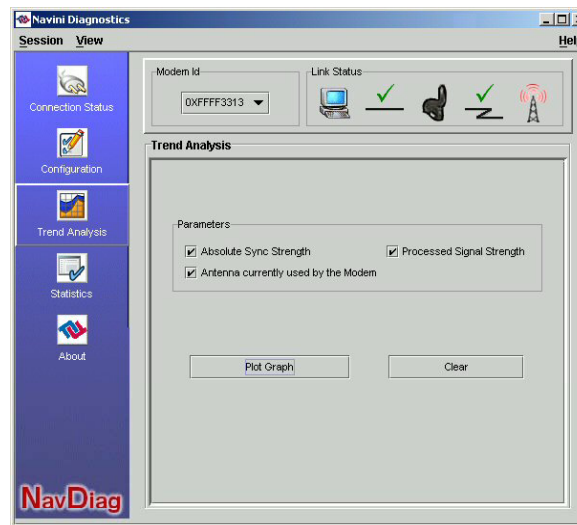 Navini Diagnostics
Session View Hel
Modem Id
Link Status
0XFFFF3313
Connection Status
Configuration
Trend Analysis
Statistics
About
NavDiag
Trend Analysis
Parameters
Absolute Sync Strength
Processed Signal Strength
Antenna currently used by the Modem
Plot Graph
Clear